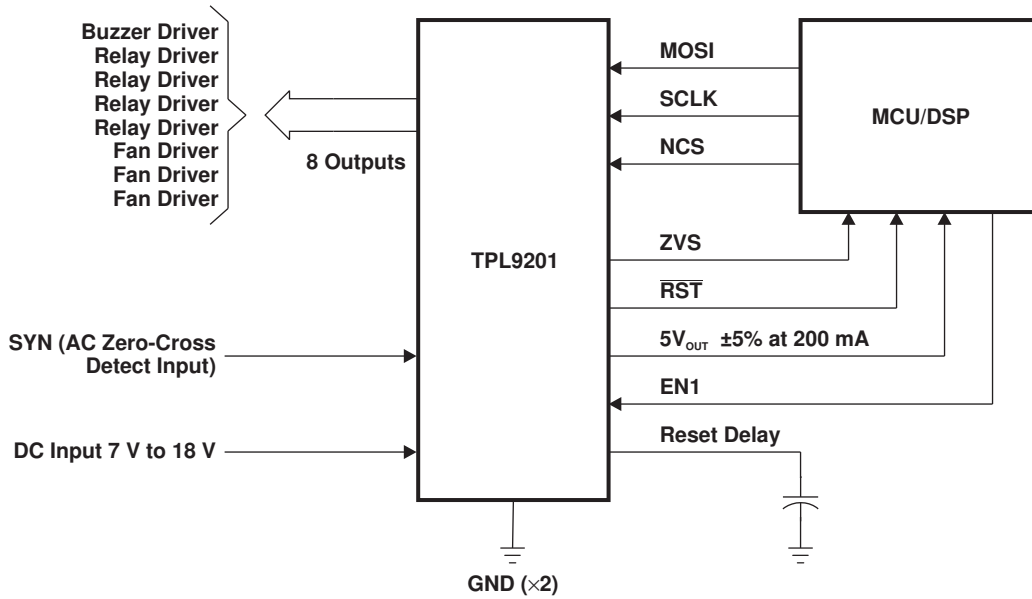 Buzzer Driver
Relay Driver
Relay Driver
Relay Driver
Relay Driver
Fan Driver
Fan Driver
Fan Driver
8 Outputs
SYN (AC Zero-Cross
Detect Input)
DC Input 7 V to 18 V
TPL9201
GND (×2)
MOSI
SCLK
NCS
ZVS
RST
5VOUT ±5% at 200 mA
EN1
Reset Delay
MCU/DSP